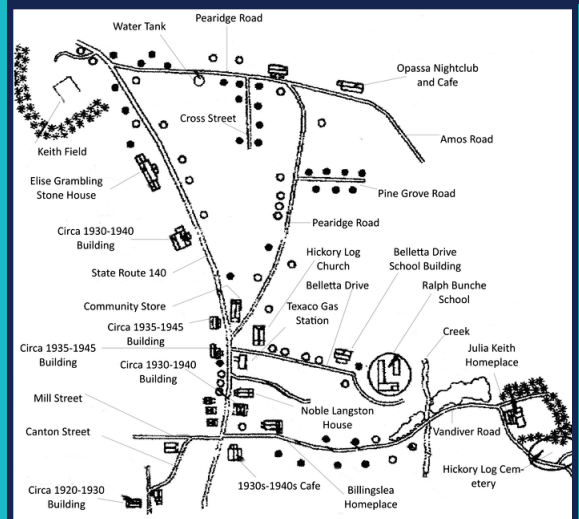 Pearidge Road
Water Tank
Opassa Nightclub
and Cafe
Cross Street
Amos Road
Keith Field
Elise Grambling
Stone House
Pine Grove Road
Circa 1930-1940
Building
Pearidge Road
Hickory Log
Church
Belletta Drive
School Building
State Route 140
Belletta Drive
Ralph Bunche
School
Community Store
Texaco Gas
Station
Circa 1935-1945
Building
Creek
Julia Keith
Homeplace
Circa 1935-1945
Building
Circa 1930-1940
Building
Mill Street
Noble Langston
House
Canton Street
Vandiver Road
Hickory Log Cem-
etery
Circa 1920-1930
Building
1930s-1940s Cafe
Billingslea
Homeplace